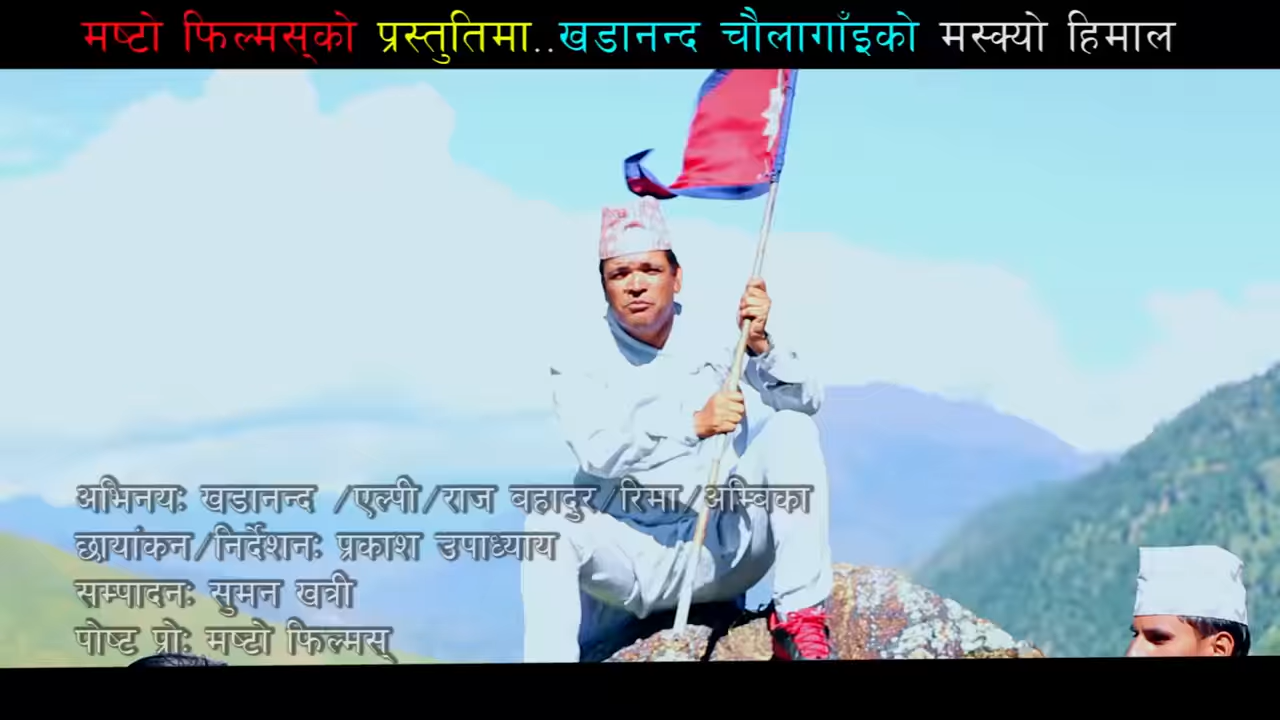 मष्टो फिल्मस्को प्रस्तुतिमा..खडानन्द चौलागाँइको मस्क्यो हिमाल
अभिनयः खडानन्द /एल्पी/राज बहादुर/रिमा/अम्बिका
छायांकन/निर्देशनः प्रकाश उपाध्याय
सम्पादनः सुमन खत्री
पोष्ट प्रोः मष्टो फिल्मस्